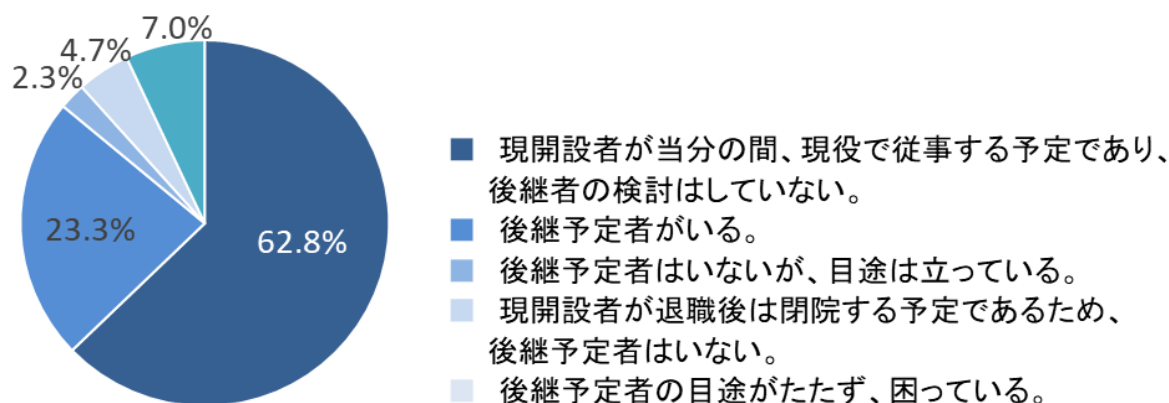 7.0%
4.7%
2.3%
23.3%
62.8%
現開設者が当分の間、現役で従事する予定であり、
後継者の検討はしていない。
後継予定者がいる。
後継予定者はいないが、目途は立っている。
現開設者が退職後は閉院する予定であるため、
後継予定者はいない。
後継予定者の目途がたたず、困っている。